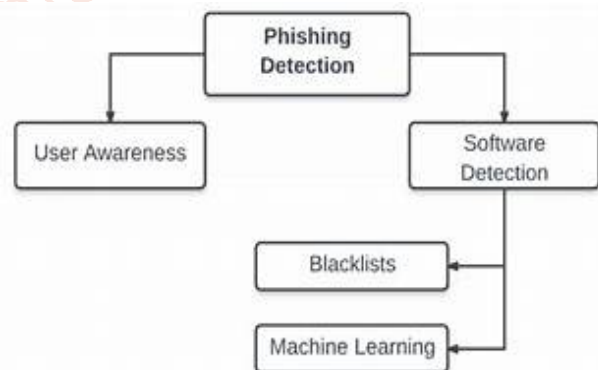 Phishing
Detection
User Awareness
Software
Detection
Blacklists
Machine Learning